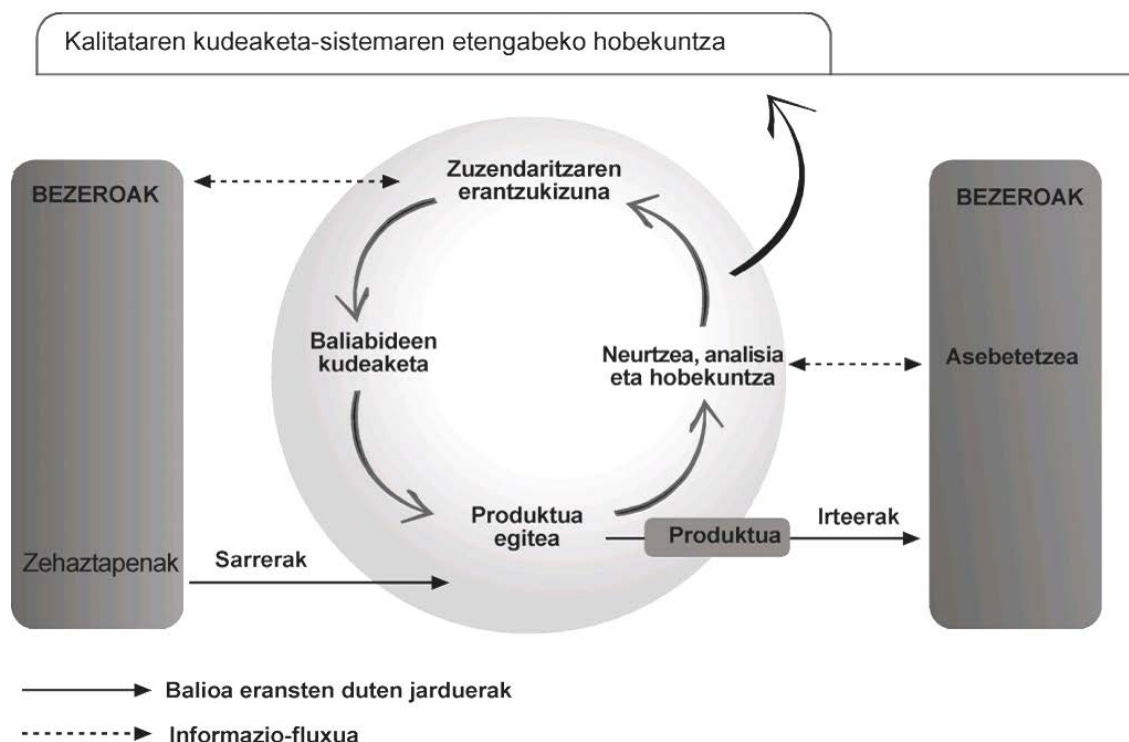 Kalitataren kudeaketa-sistemaren etengabeko hobekuntza
BEZEROAK
Zuzendaritzaren
erantzukizuna
BEZEROAK
Baliabideen
kudeaketa
Neurtzea, analisia
eta hobekuntza
Asebetetzea
Produktua
egitea
Produktua
Irteerak
Zehaztapenak
Sarrerak
Balioa eransten duten jarduerak
Informazio-fluxua